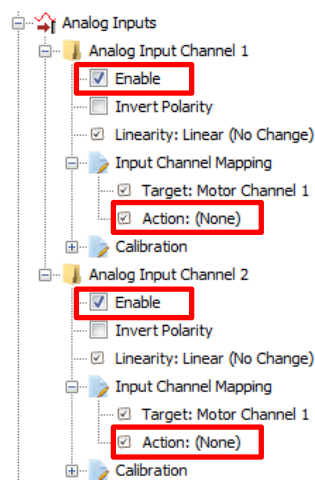 Analog Inputs
Analog Input Channel 1
Enable
Invert Polarity
Linearity: Linear (No Change)
Input Channel Mapping
Target: Motor Channel 1
Action: (None)
Calibration
Analog Input Channel 2
Enable
Invert Polarity
Linearity: Linear (No Change)
Input Channel Mapping
Target: Motor Channel 1
Action: (None)
Calibration